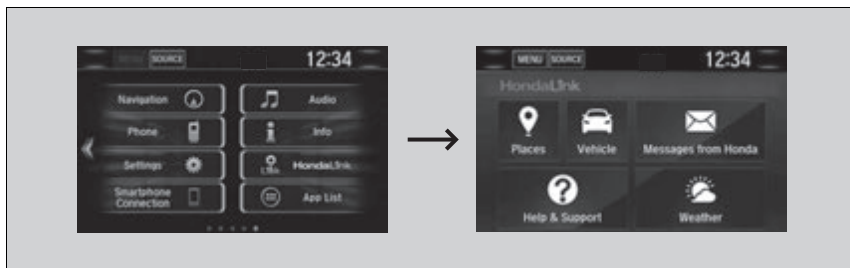 SOURCE 12:34
Navigation Audio
Phone Info
Settings LINK HondaLink
Smartphone
Connection App List
MENU SOURCE 12:34
HondaLink
Places Vehicle Messages from Honda
Help & Support Weather